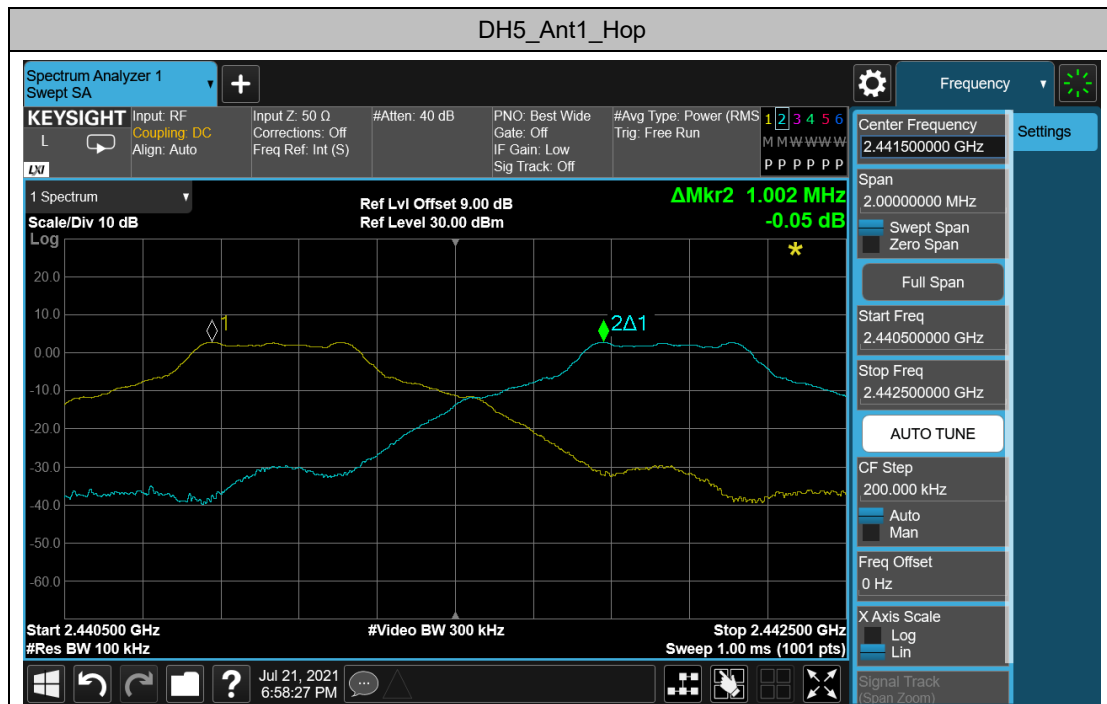 DH5_Ant1_Hop
Spectrum Analyzer 1
Swept SA
Frequency
KEYSIGHT
L
LXI
Input: RF
Coupling: DC
Align: Auto
Input Z: 50 Ω
Corrections: Off
Freq Ref: Int (S)
#Atten: 40 dB
PNO: Best Wide
Gate: Off
IF Gain: Low
Sig Track: Off
#Avg Type: Power (RMS
Trig: Free Run
1 2 3 4 5 6
M M W W W W
P P P P P P
Center Frequency
2.441500000 GHz
Settings
Span
2.00000000 MHz
Swept Span
Zero Span
Full Span
Start Freq
2.440500000 GHz
Stop Freq
2.442500000 GHz
AUTO TUNE
CF Step
200.000 kHz
Auto
Man
Freq Offset
0 Hz
X Axis Scale
Log
Lin
Signal Track
(Span Zoom)
1 Spectrum
Scale/Div 10 dB
Ref Lvl Offset 9.00 dB
Ref Level 30.00 dBm
ΔMkr2 1.002 MHz
-0.05 dB
Log
*
20.0
10.0
0.00
-10.0
-20.0
-30.0
-40.0
-50.0
-60.0
1
2Δ1
Start 2.440500 GHz
#Res BW 100 kHz
#Video BW 300 kHz
Stop 2.442500 GHz
Sweep 1.00 ms (1001 pts)
?
Jul 21, 2021
6:58:27 PM